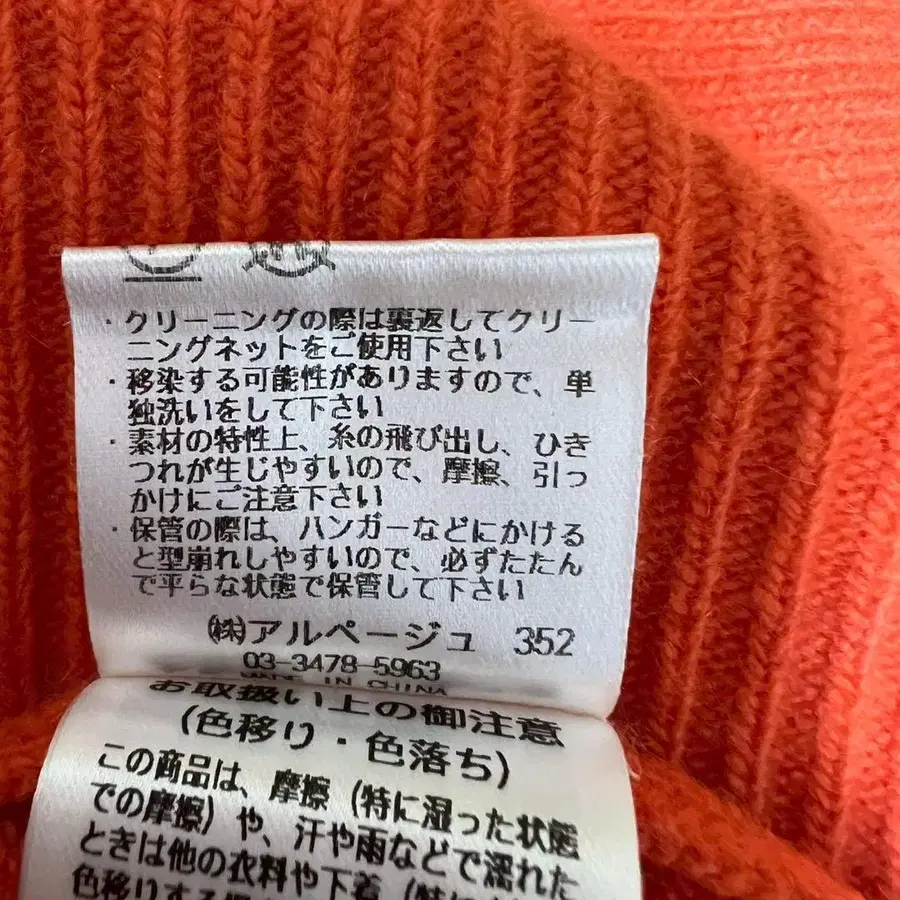 ・クリーニングの際は裏返してクリー
ニングネットをご使用下さい
・移染する可能性がありますので、単
独洗いをして下さい
・素材の特性上、糸の飛び出し、ひき
つれが生じやすいので、摩擦、引っ
かけにご注意下さい
・保管の際は、ハンガーなどにかける
と型崩れしやすいので、必ずたたん
で平らな状態で保管して下さい
㈱アルページュ 352
03-3478-5963
MADE IN CHINA
お取扱い上の御注意
(色移り・色落ち)
この商品は、摩擦(特に湿った状態
での摩擦)や、汗や雨などで濡れた
ときは他の衣料や下着(特に
色移りする